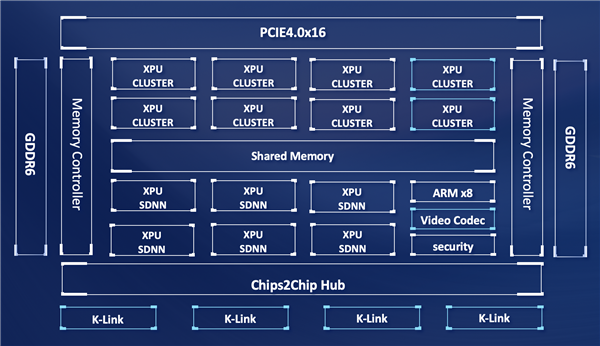 PCIE4.0x16
GDDR6
Memory Controller
XPU
CLUSTER
XPU
CLUSTER
XPU
CLUSTER
XPU
CLUSTER
XPU
CLUSTER
XPU
CLUSTER
XPU
CLUSTER
XPU
CLUSTER
Shared Memory
XPU
SDNN
XPU
SDNN
XPU
SDNN
ARM x8
Video Codec
XPU
SDNN
XPU
SDNN
XPU
SDNN
security
Memory Controller
GDDR6
Chips2Chip Hub
K-Link
K-Link
K-Link
K-Link